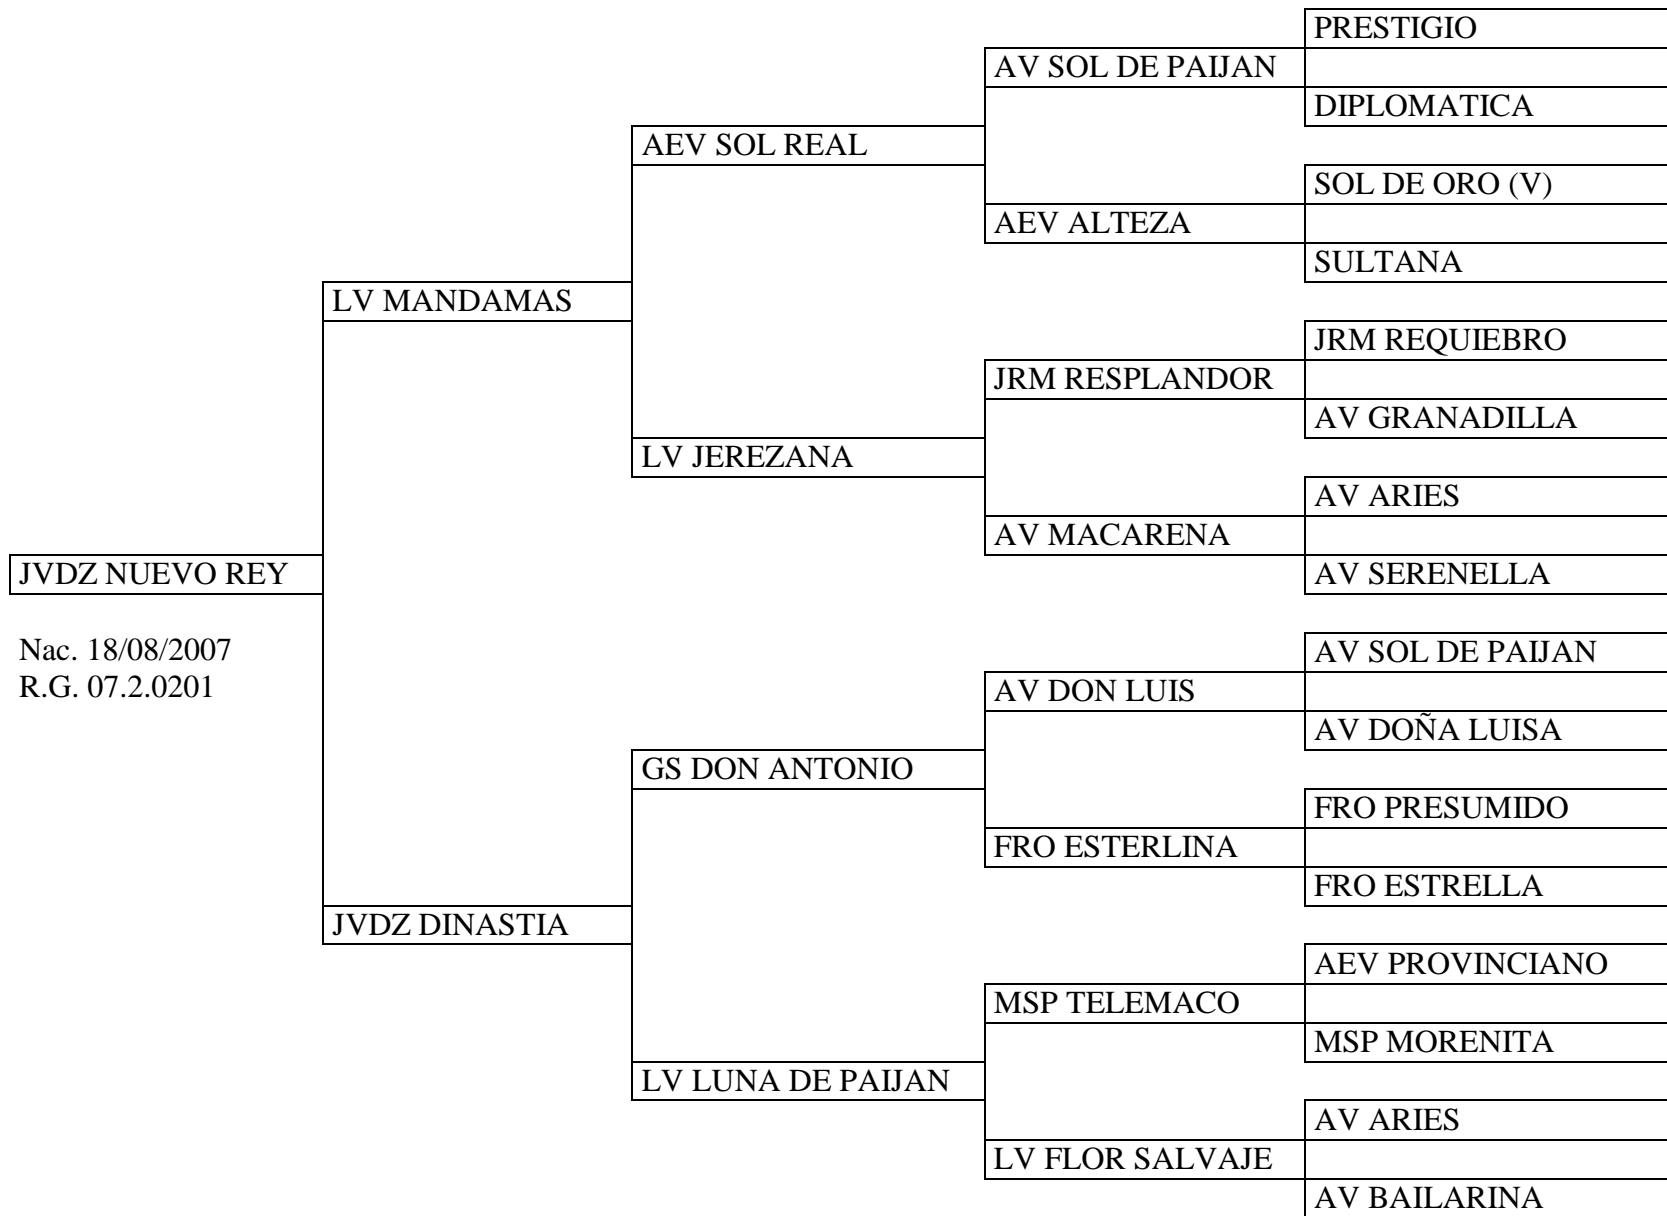 PRESTIGIO
AV SOL DE PAIJAN
DIPLOMATICA
AEV SOL REAL
SOL DE ORO (V)
AEV ALTEZA
SULTANA
LV MANDAMAS
JRM REQUIEBRO
JRM RESPLANDOR
AV GRANADILLA
LV JEREZANA
AV ARIES
AV MACARENA
AV SERENELLA
JVDZ NUEVO REY
Nac. 18/08/2007
R.G. 07.2.0201
AV SOL DE PAIJAN
AV DON LUIS
AV DOÑA LUISA
GS DON ANTONIO
FRO PRESUMIDO
FRO ESTERLINA
FRO ESTRELLA
JVDZ DINASTIA
AEV PROVINCIANO
MSP TELEMACO
MSP MORENITA
LV LUNA DE PAIJAN
AV ARIES
LV FLOR SALVAJE
AV BAILARINA